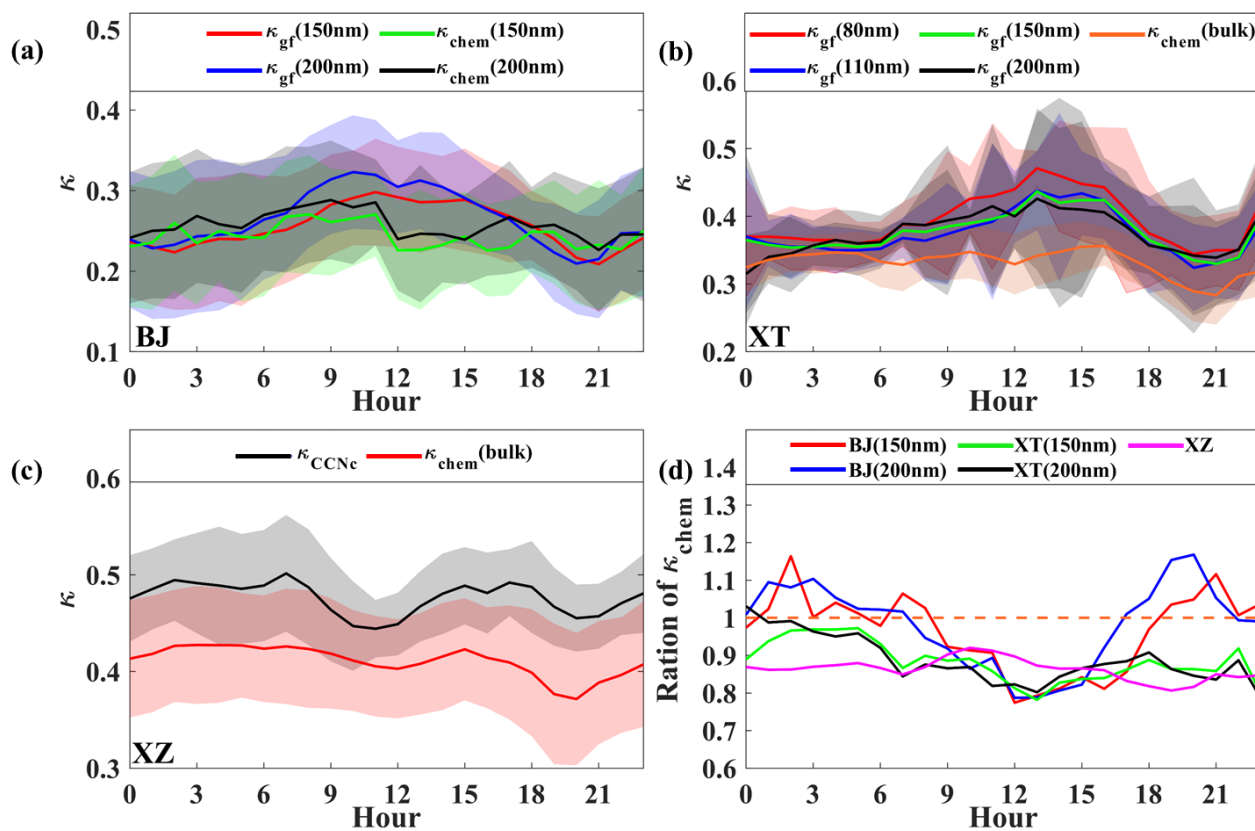 (a)
κgf(150nm) κchem(150nm)
κgf(200nm) κchem(200nm)
0.5
0.4
0.3
0.2
0.1
κ
BJ
0 3 6 9 12 15 18 21
Hour
(b)
κgf(80nm) κgf(150nm) κchem(bulk)
κgf(110nm) κgf(200nm)
0.6
0.5
0.4
0.3
0.2
κ
XT
0 3 6 9 12 15 18 21
Hour
(c)
κCCNc κchem(bulk)
0.6
0.5
0.4
0.3
κ
XZ
0 3 6 9 12 15 18 21
Hour
(d)
BJ(150nm) XT(150nm) XZ
BJ(200nm) XT(200nm)
1.4
1.3
1.2
1.1
1
0.9
0.8
0.7
0.6
Ration of κchem
0 3 6 9 12 15 18 21
Hour